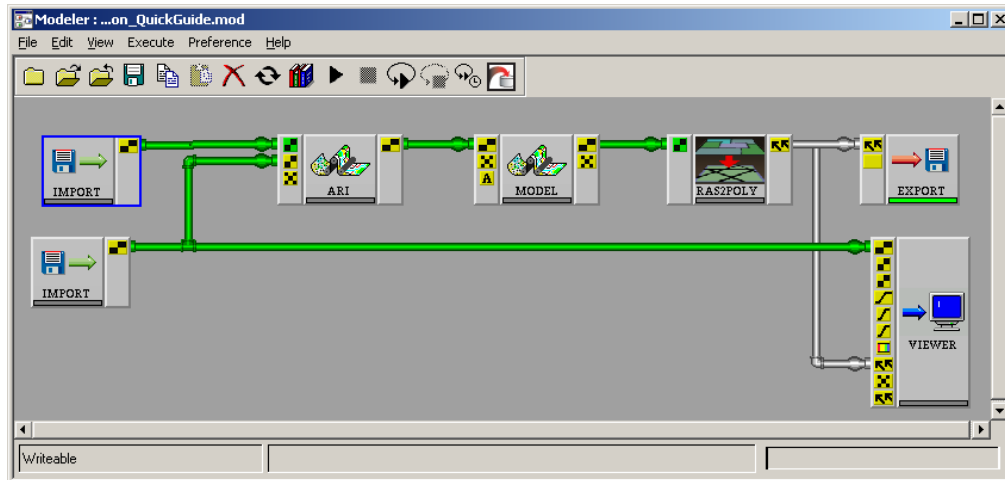 Modeler : ...on_QuickGuide.mod
File Edit View Execute Preference Help
IMPORT
ARI
A
MODEL
RAS2POLY
EXPORT
IMPORT
VIEWER
Writeable